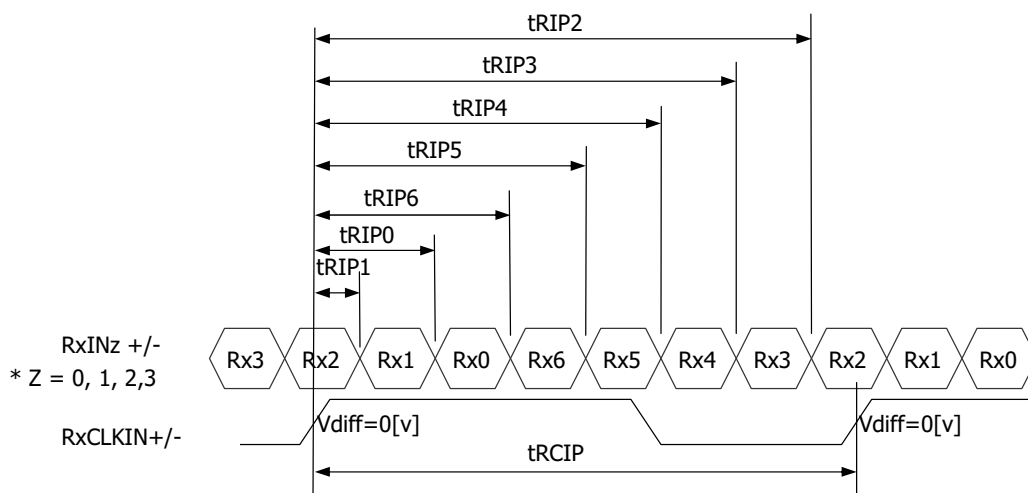 tRIP2
tRIP3
tRIP4
tRIP5
tRIP6
tRIP0
tRIP1
RxINz +/-
Rx3 Rx2 Rx1 Rx0 Rx6 Rx5 Rx4 Rx3 Rx2 Rx1 Rx0
* Z = 0, 1, 2,3
RxCLKIN+/-
Vdiff=0[v] Vdiff=0[v]
tRCIP